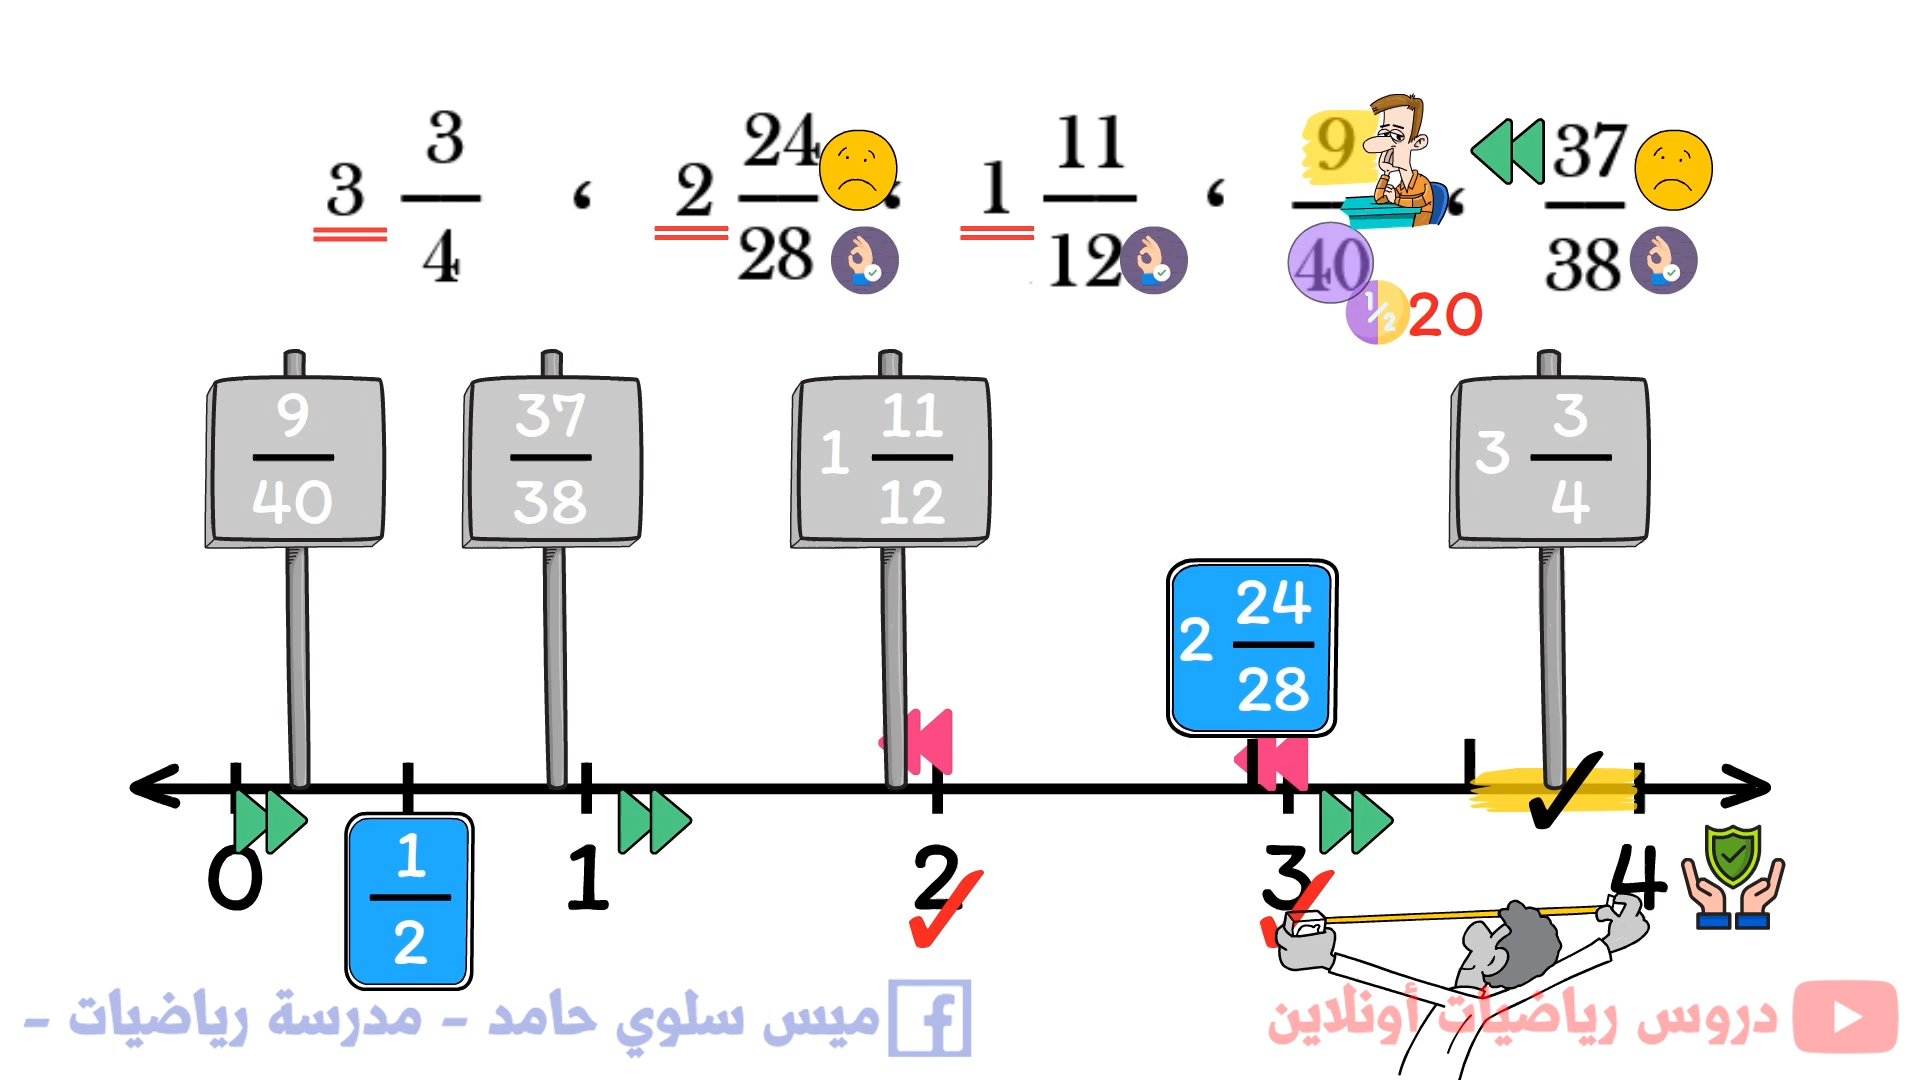 3 3/4 ، 2 24/28 ، 1 11/12 ، 9/40 ، 37/38
1/2 20
9/40 37/38 1 11/12 3 3/4
2 24/28
0 1 2 3 4
1/2
ميس سلوي حامد - مدرسة رياضيات -
دروس رياضيات أونلاين